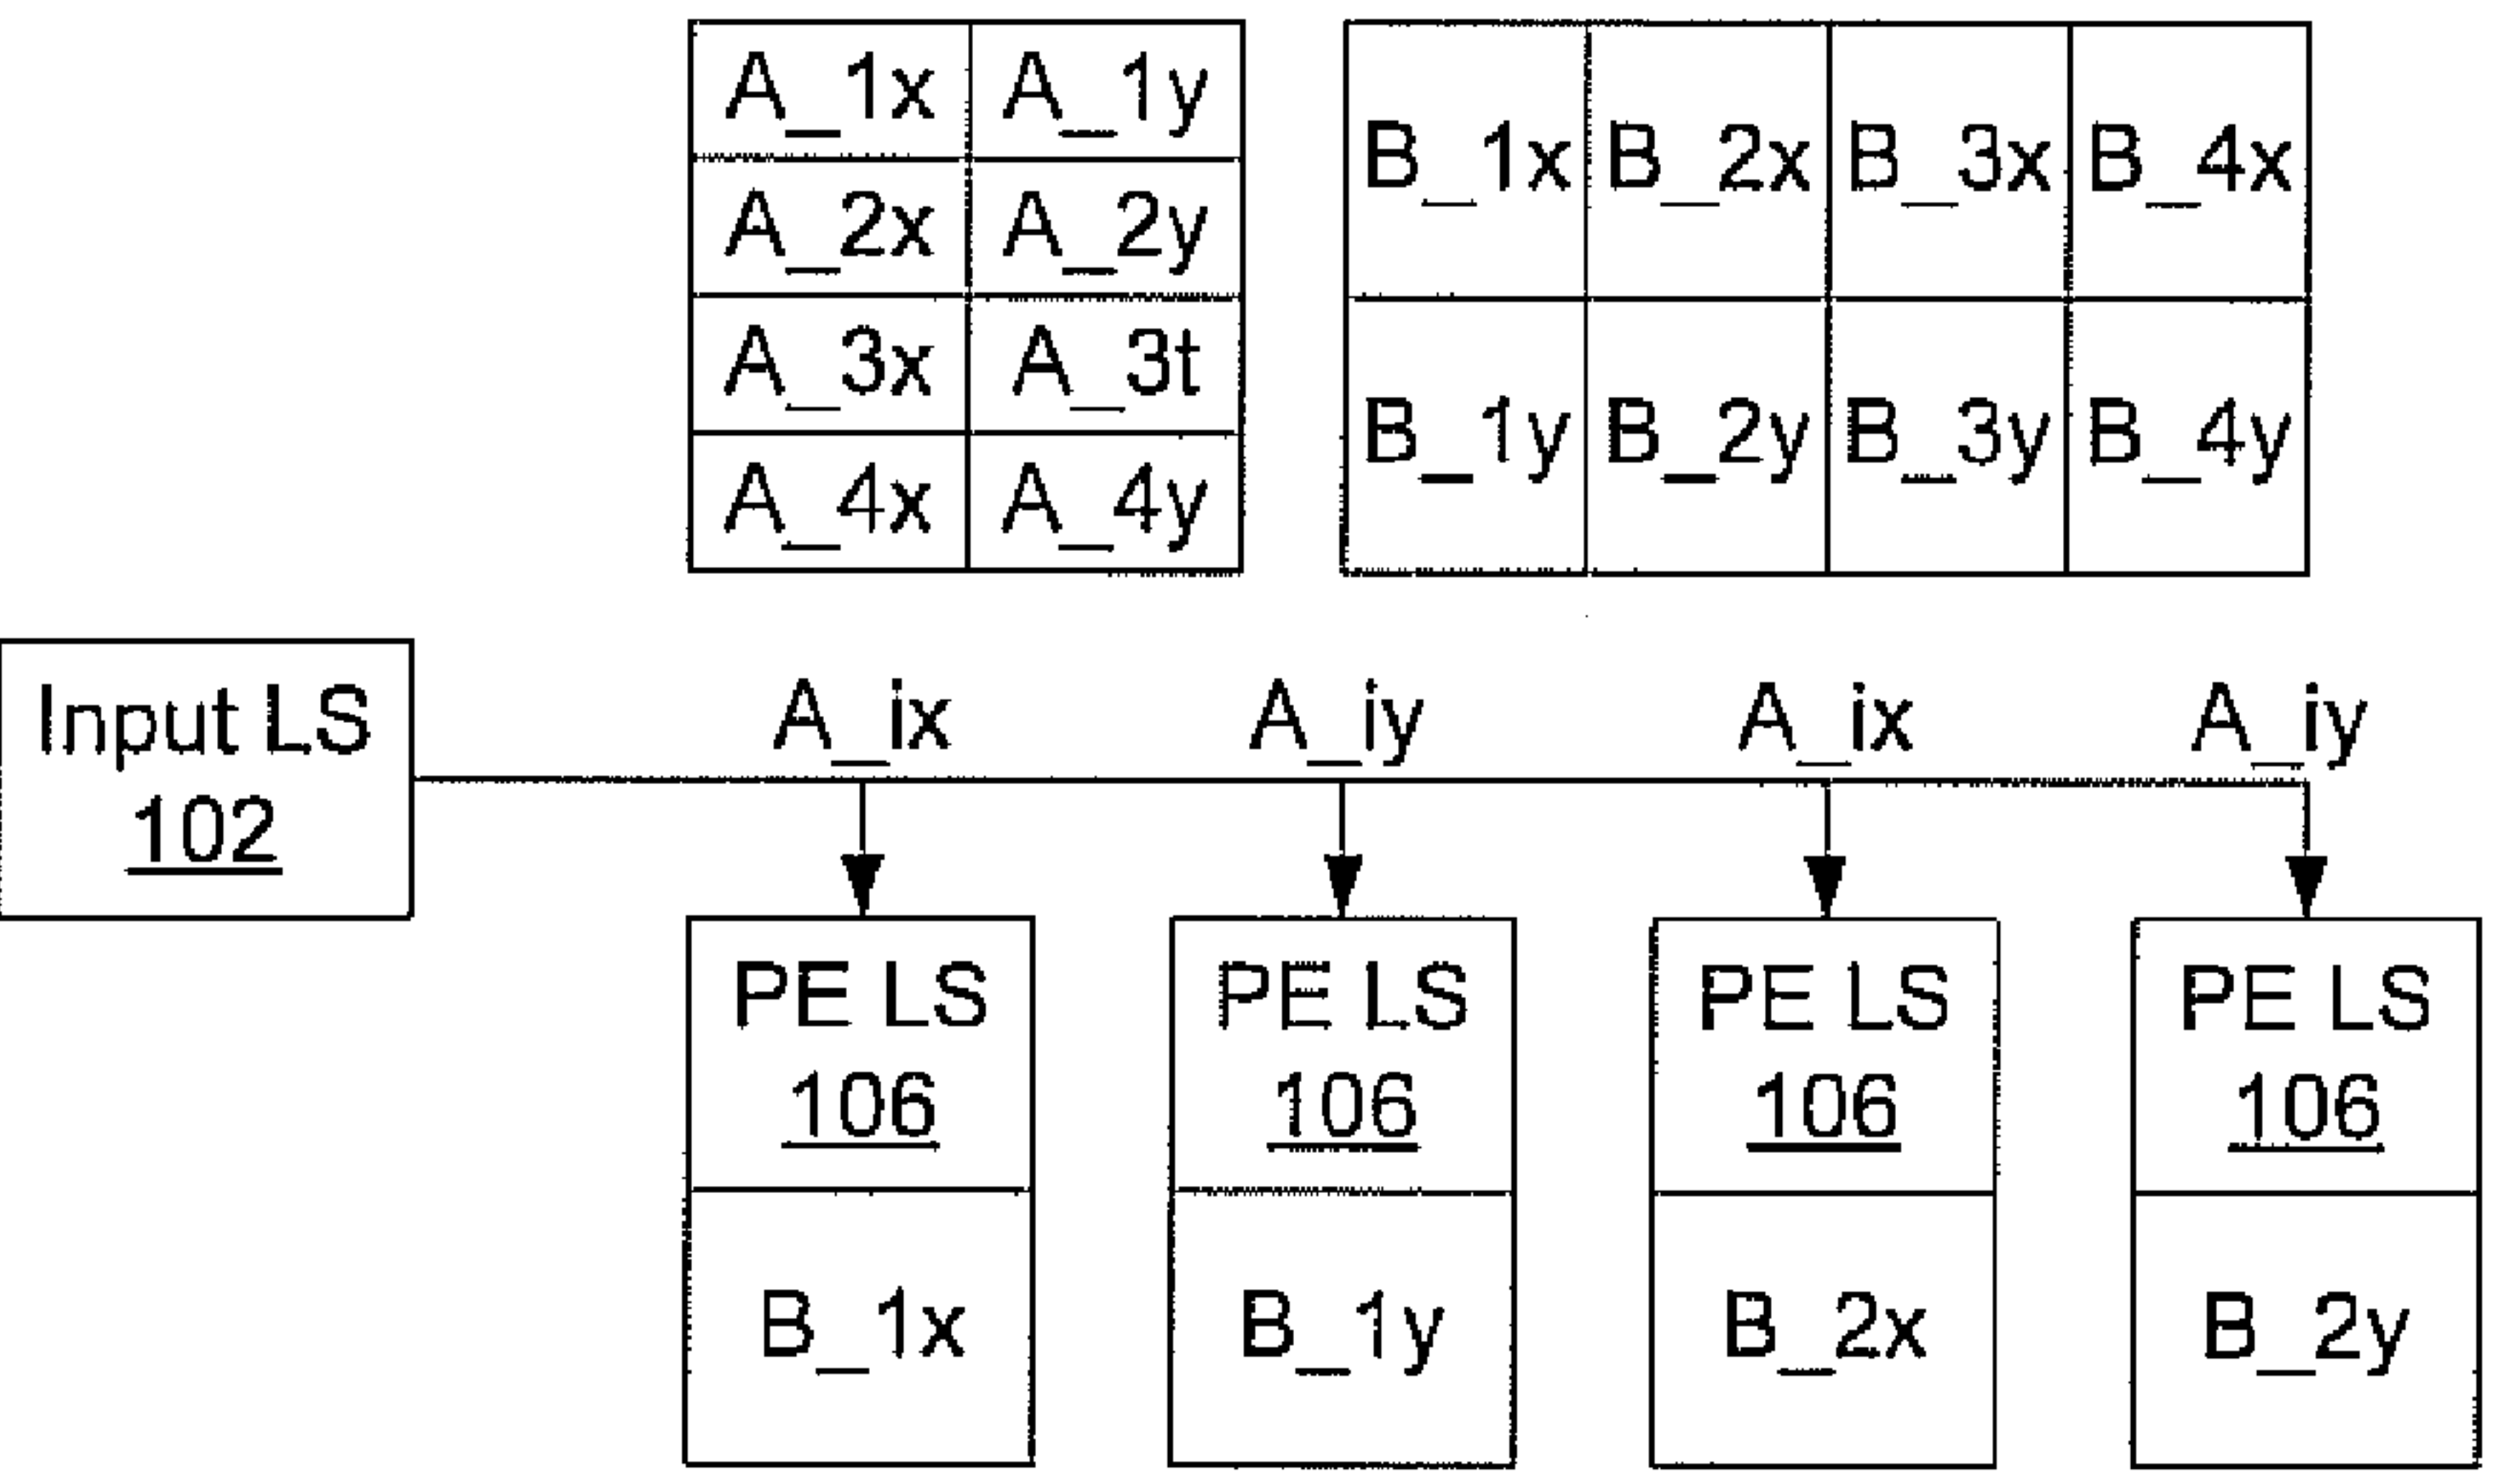 A_1x A_1y
B_1x B_2x B_3x B_4x
A_2x A_2y
A_3x A_3t
B_1y B_2y B_3y B_4y
A_4x A_4y
Input LS
102
A_ix A_iy A_ix A_iy
PE LS PE LS PE LS PE LS
106 106 106 106
B_1x B_1y B_2x B_2y